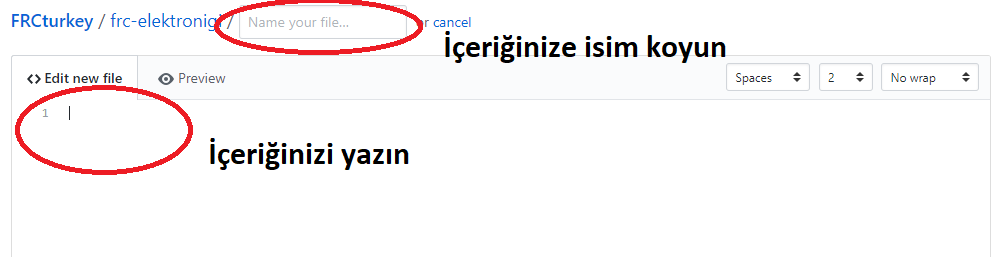 FRCturkey / frc-elektronigi / Name your file... or cancel
İçeriğinize isim koyun
<> Edit new file Preview Spaces 2 No wrap
1
İçeriğinizi yazın